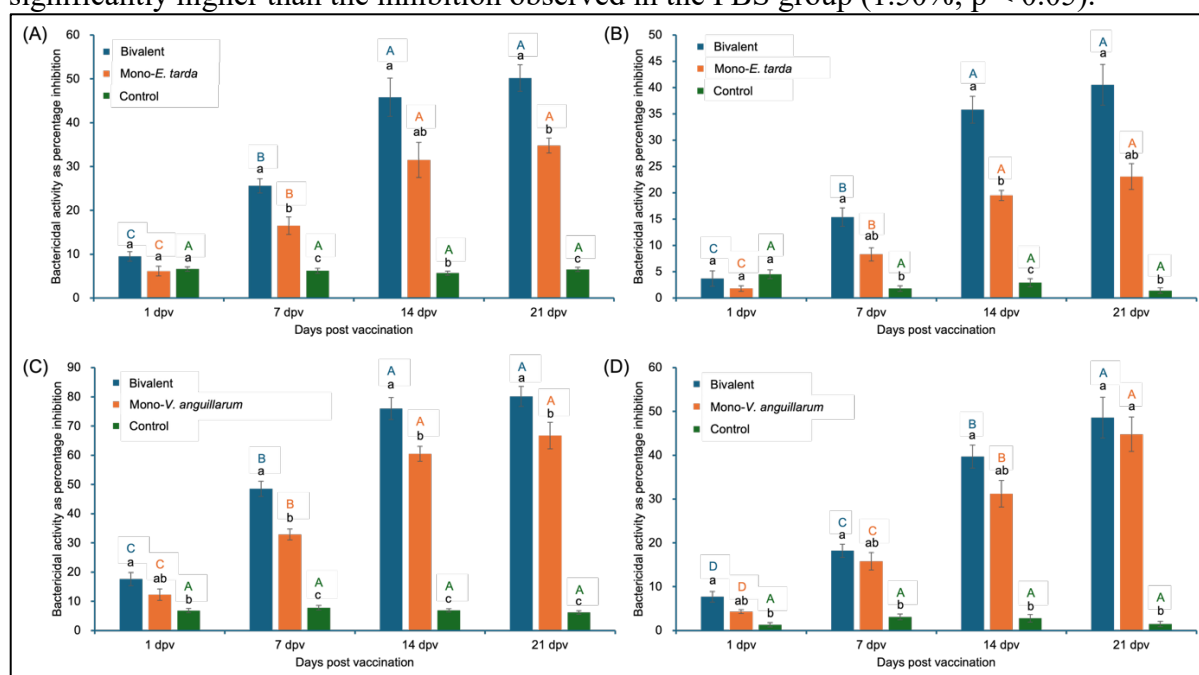 significantly higher than the inhibition observed in the PBS group (1.50%, p < 0.05).
(A)
Bactericidal activity as percentage inhibition
60
50
40
30
20
10
0
Bivalent
Mono-E. tarda
Control
C
a
C
a
A
a
B
a
B
b
A
c
A
a
A
ab
A
b
A
a
A
b
A
c
1 dpv 7 dpv 14 dpv 21 dpv
Days post vaccination
(B)
Bactericidal activity as percentage inhibition
50
45
40
35
30
25
20
15
10
5
0
Bivalent
Mono-E. tarda
Control
C
a
C
a
A
a
B
a
B
ab
A
b
A
a
A
b
A
c
A
a
A
ab
A
b
1 dpv 7 dpv 14 dpv 21 dpv
Days post vaccination
(C)
Bactericidal activity as percentage inhibition
90
80
70
60
50
40
30
20
10
0
Bivalent
Mono-V. anguillarum
Control
C
a
C
ab
A
b
B
a
B
b
A
c
A
a
A
b
A
c
A
a
A
b
A
c
1 dpv 7 dpv 14 dpv 21 dpv
Days post vaccination
(D)
Bactericidal activity as percentage inhibition
60
50
40
30
20
10
0
Bivalent
Mono-V. anguillarum
Control
D
a
D
ab
A
b
C
a
C
ab
A
b
B
a
B
ab
A
b
A
a
A
a
A
b
1 dpv 7 dpv 14 dpv 21 dpv
Days post vaccination